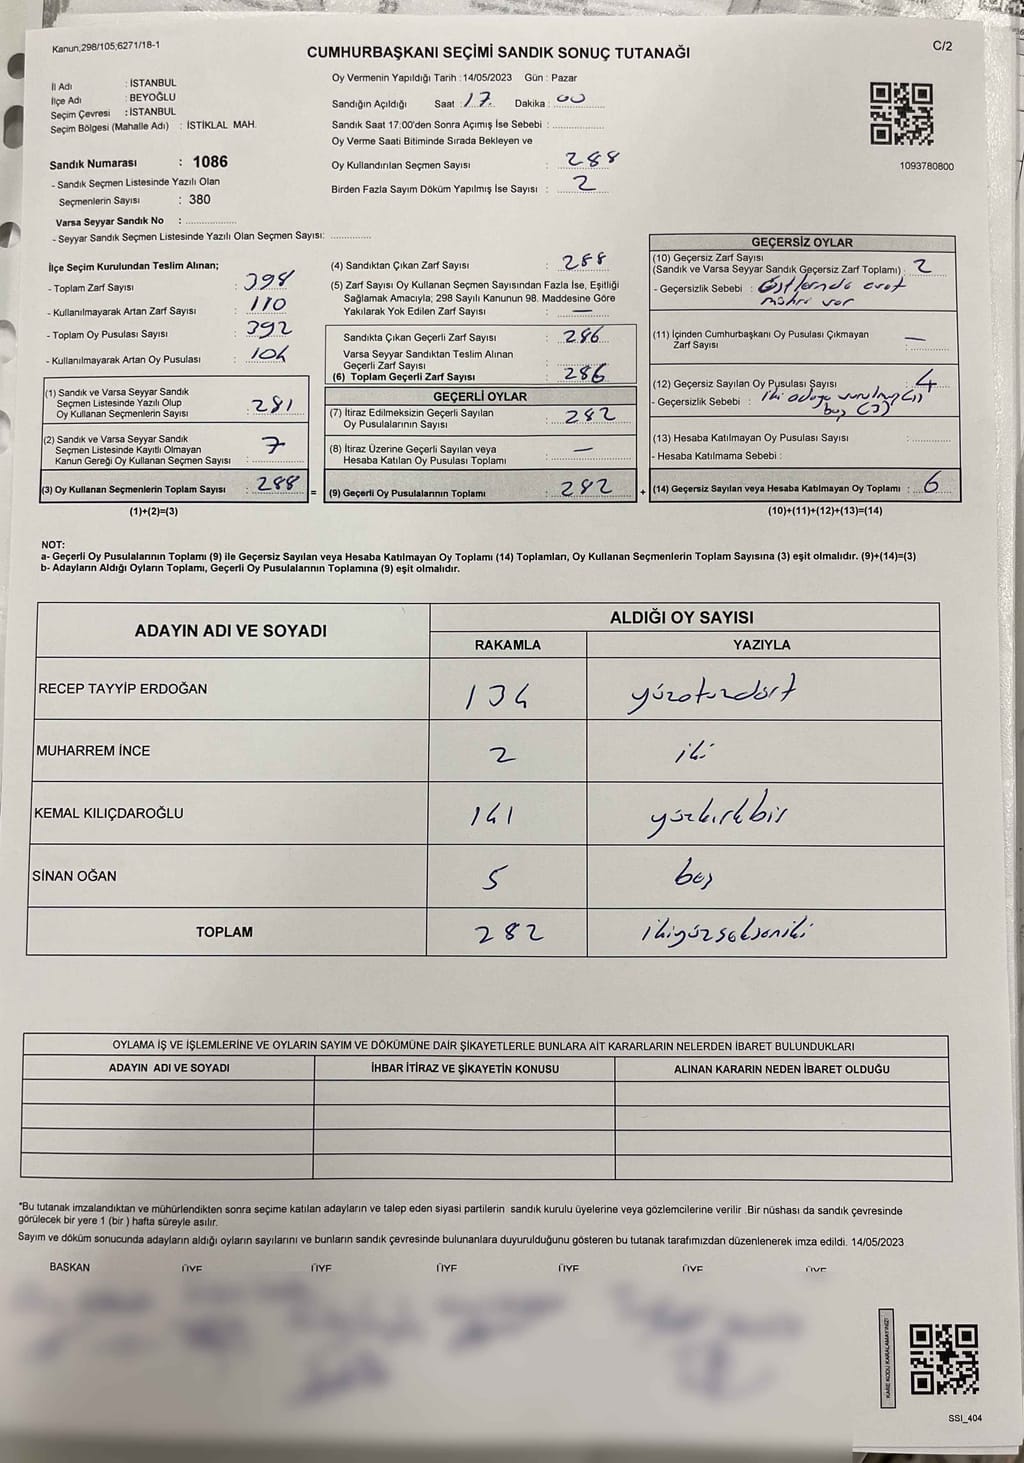 Kanun,298/105,6271/18-1
CUMHURBAŞKANI SEÇİMİ SANDIK SONUÇ TUTANAĞI
C/2
İl Adı : İSTANBUL
İlçe Adı : BEYOĞLU
Seçim Çevresi : İSTANBUL
Seçim Bölgesi (Mahalle Adı) : İSTİKLAL MAH.
Sandık Numarası : 1086
- Sandık Seçmen Listesinde Yazılı Olan
Seçmenlerin Sayısı : 380
Varsa Seyyar Sandık No :
- Seyyar Sandık Seçmen Listesinde Yazılı Olan Seçmen Sayısı:
Oy Vermenin Yapıldığı Tarih :14/05/2023 Gün : Pazar
Sandığın Açıldığı Saat : 17 Dakika : 00
Sandık Saat 17:00'den Sonra Açımış İse Sebebi :
Oy Verme Saati Bitiminde Sırada Bekleyen ve
Oy Kullandırılan Seçmen Sayısı : 288
Birden Fazla Sayım Döküm Yapılmış İse Sayısı : 2
1093780800
İlçe Seçim Kurulundan Teslim Alınan;
- Toplam Zarf Sayısı : 398
- Kullanılmayarak Artan Zarf Sayısı : 110
- Toplam Oy Pusulası Sayısı : 392
- Kullanılmayarak Artan Oy Pusulası : 104
(1) Sandık ve Varsa Seyyar Sandık
Seçmen Listesinde Yazılı Olup
Oy Kullanan Seçmenlerin Sayısı : 281
(2) Sandık ve Varsa Seyyar Sandık
Seçmen Listesinde Kayıtlı Olmayan
Kanun Gereği Oy Kullanan Seçmen Sayısı : 7
(3) Oy Kullanan Seçmenlerin Toplam Sayısı : 288
(1)+(2)=(3)
(4) Sandıktan Çıkan Zarf Sayısı : 288
(5) Zarf Sayısı Oy Kullanan Seçmen Sayısından Fazla İse, Eşitliği
Sağlamak Amacıyla; 298 Sayılı Kanunun 98. Maddesine Göre
Yakılarak Yok Edilen Zarf Sayısı : —
Sandıkta Çıkan Geçerli Zarf Sayısı : 286
Varsa Seyyar Sandıktan Teslim Alınan
Geçerli Zarf Sayısı :
(6) Toplam Geçerli Zarf Sayısı : 286
GEÇERLİ OYLAR
(7) İtiraz Edilmeksizin Geçerli Sayılan
Oy Pusulalarının Sayısı : 282
(8) İtiraz Üzerine Geçerli Sayılan veya
Hesaba Katılan Oy Pusulası Toplamı : —
= (9) Geçerli Oy Pusulalarının Toplamı : 282
GEÇERSİZ OYLAR
(10) Geçersiz Zarf Sayısı
(Sandık ve Varsa Seyyar Sandık Geçersiz Zarf Toplamı) : 2
- Geçersizlik Sebebi : Üstlerinde evet
mührü var
(11) İçinden Cumhurbaşkanı Oy Pusulası Çıkmayan
Zarf Sayısı : —
(12) Geçersiz Sayılan Oy Pusulası Sayısı : 4
- Geçersizlik Sebebi : iki adaya vurulmuş (1)
boş (3)
(13) Hesaba Katılmayan Oy Pusulası Sayısı :
- Hesaba Katılmama Sebebi :
+ (14) Geçersiz Sayılan veya Hesaba Katılmayan Oy Toplamı : 6
(10)+(11)+(12)+(13)=(14)
NOT:
a- Geçerli Oy Pusulalarının Toplamı (9) ile Geçersiz Sayılan veya Hesaba Katılmayan Oy Toplamı (14) Toplamları, Oy Kullanan Seçmenlerin Toplam Sayısına (3) eşit olmalıdır. (9)+(14)=(3)
b- Adayların Aldığı Oyların Toplamı, Geçerli Oy Pusulalarının Toplamına (9) eşit olmalıdır.
ADAYIN ADI VE SOYADI
ALDIĞI OY SAYISI
RAKAMLA YAZIYLA
RECEP TAYYİP ERDOĞAN 134 yüzotuzdört
MUHARREM İNCE 2 iki
KEMAL KILIÇDAROĞLU 141 yüzkırkbir
SİNAN OĞAN 5 beş
TOPLAM 282 ikiyüzsekseniki
OYLAMA İŞ VE İŞLEMLERİNE VE OYLARIN SAYIM VE DÖKÜMÜNE DAİR ŞİKAYETLERLE BUNLARA AİT KARARLARIN NELERDEN İBARET BULUNDUKLARI
ADAYIN ADI VE SOYADI İHBAR İTİRAZ VE ŞİKAYETİN KONUSU ALINAN KARARIN NEDEN İBARET OLDUĞU
*Bu tutanak imzalandıktan ve mühürlendikten sonra seçime katılan adayların ve talep eden siyasi partilerin sandık kurulu üyelerine veya gözlemcilerine verilir .Bir nüshası da sandık çevresinde
görülecek bir yere 1 (bir ) hafta süreyle asılır.
Sayım ve döküm sonucunda adayların aldığı oyların sayılarını ve bunların sandık çevresinde bulunanlara duyurulduğunu gösteren bu tutanak tarafımızdan düzenlenerek imza edildi. 14/05/2023
BAŞKAN ÜYE ÜYE ÜYE ÜYE ÜYE ÜYE
KARE KODU KARALAMAYINIZ!
SSI_404